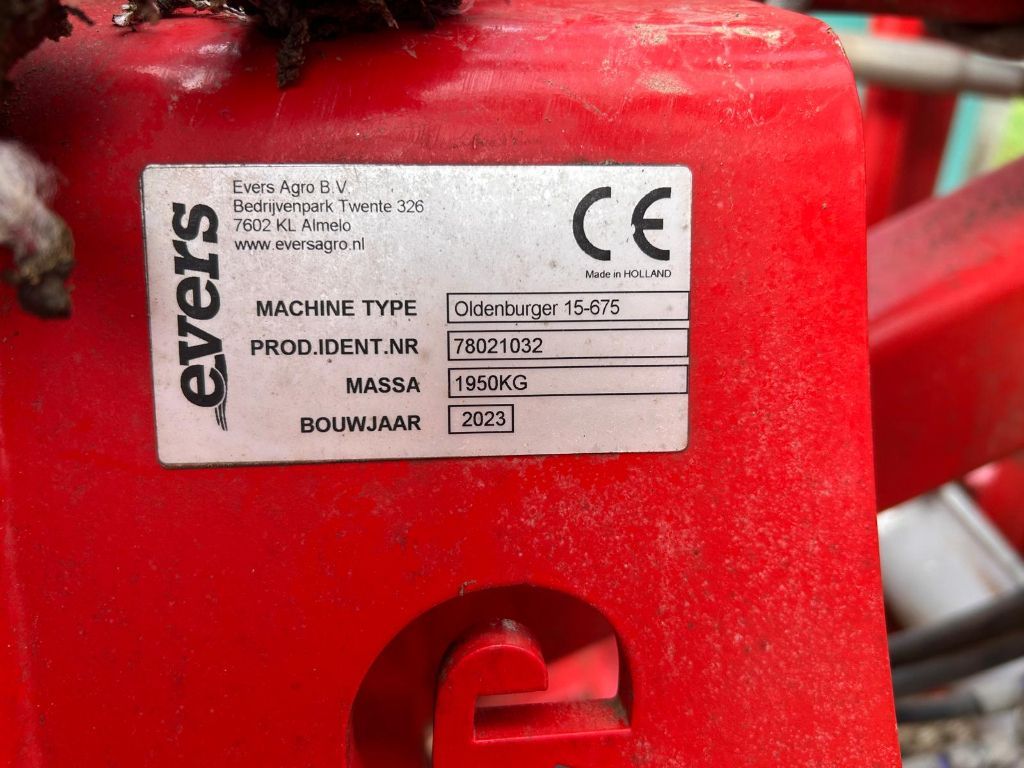 evers
Evers Agro B.V.
Bedrijvenpark Twente 326
7602 KL Almelo
www.eversagro.nl
CE
Made in HOLLAND
MACHINE TYPE Oldenburger 15-675
PROD.IDENT.NR 78021032
MASSA 1950KG
BOUWJAAR 2023